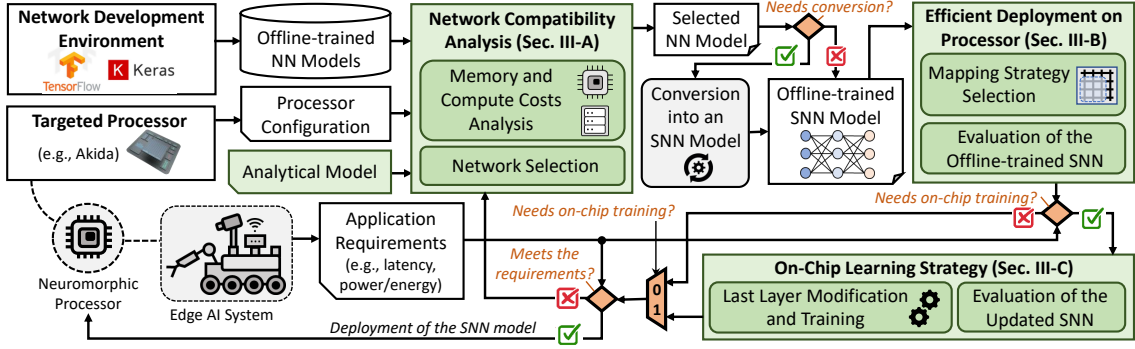 Network Development
Environment
TensorFlow
K Keras
Offline-trained
NN Models
Network Compatibility
Analysis (Sec. III-A)
Memory and
Compute Costs
Analysis
Network Selection
Selected
NN Model
Needs conversion?
Conversion
into an
SNN Model
Offline-trained
SNN Model
Efficient Deployment on
Processor (Sec. III-B)
Mapping Strategy
Selection
Evaluation of the
Offline-trained SNN
Targeted Processor
(e.g., Akida)
Processor
Configuration
Analytical Model
Neuromorphic
Processor
Edge AI System
Application
Requirements
(e.g., latency,
power/energy)
Needs on-chip training?
Meets the
requirements?
0
1
Needs on-chip training?
On-Chip Learning Strategy (Sec. III-C)
Last Layer Modification
and Training
Evaluation of the
Updated SNN
Deployment of the SNN model